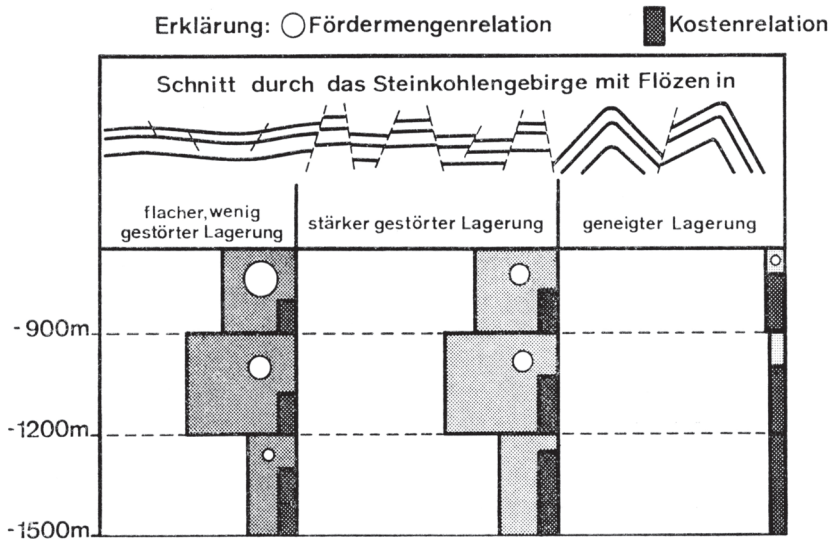 Erklärung: Fördermengenrelation Kostenrelation
Schnitt durch das Steinkohlengebirge mit Flözen in
flacher, wenig
gestörter Lagerung
stärker gestörter Lagerung
geneigter Lagerung
-900m
-1200m
-1500m